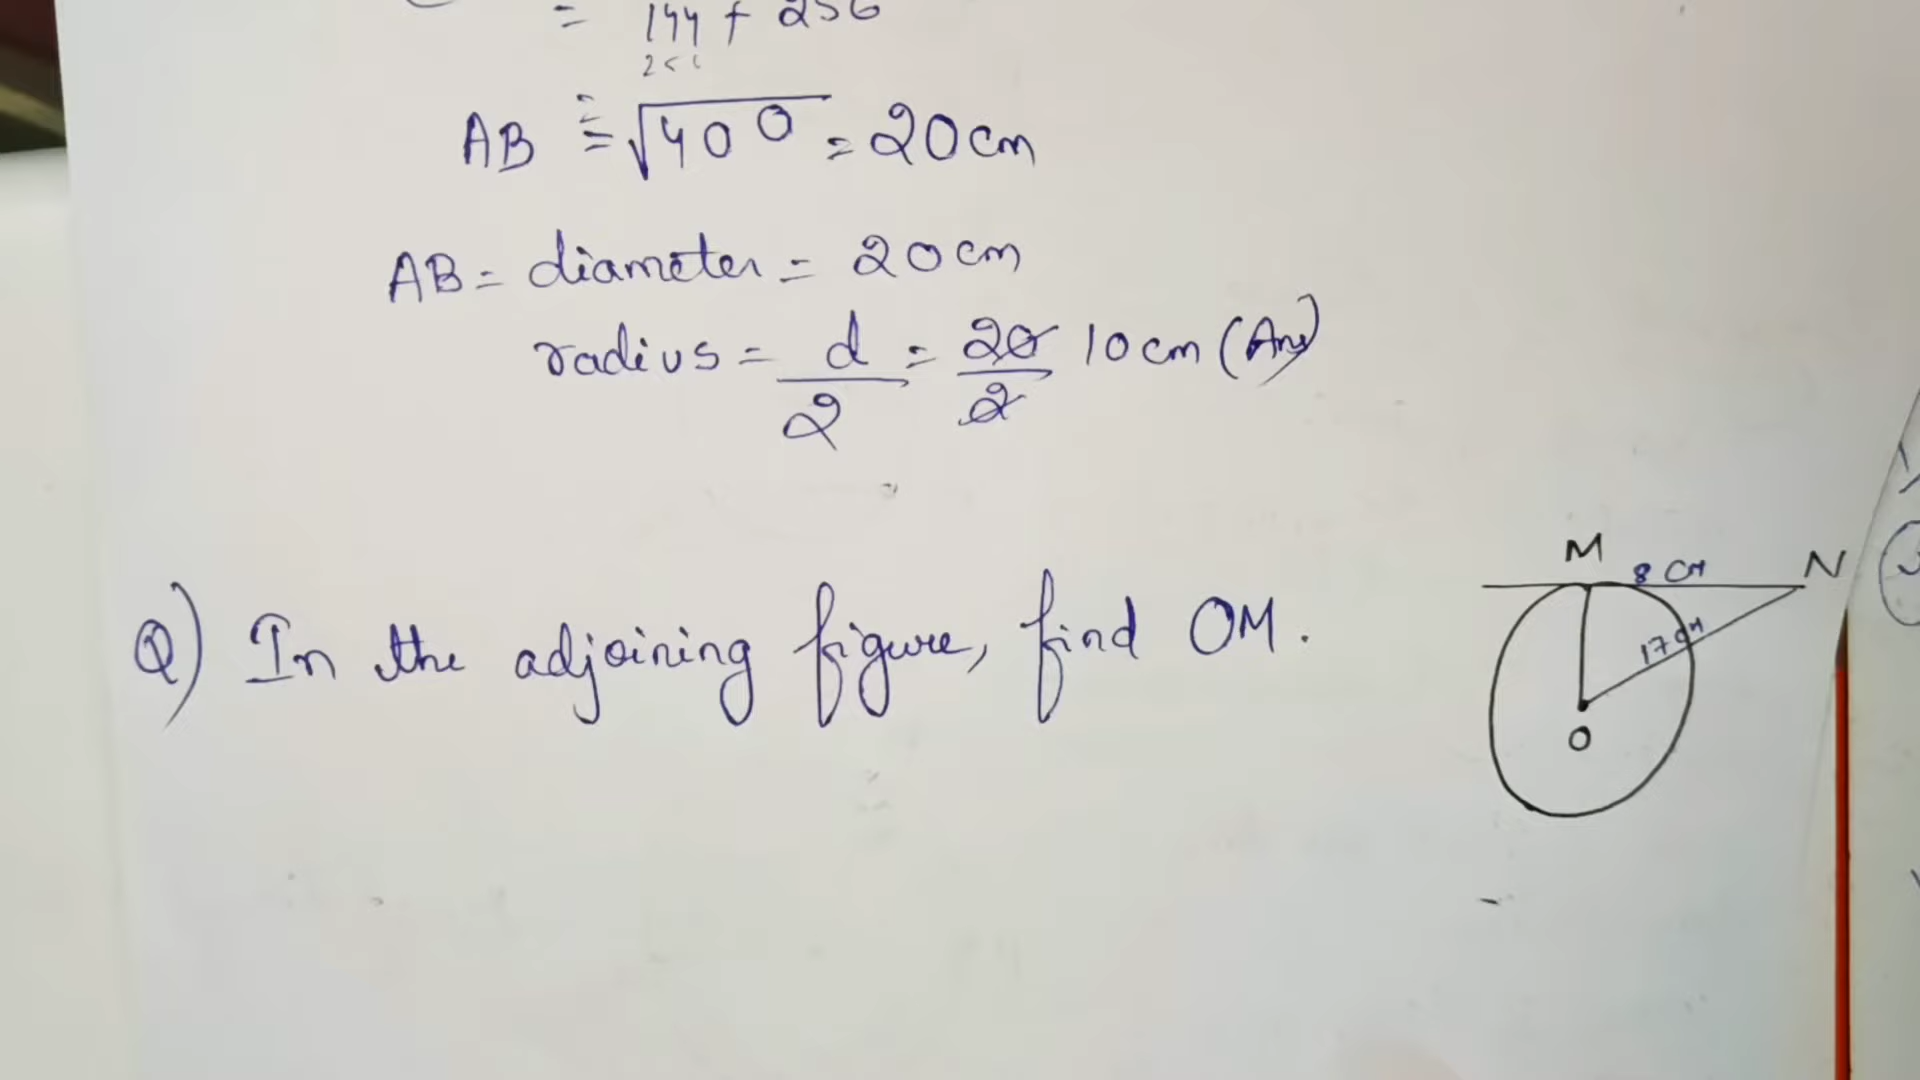 = 144 + 256
AB = √400 = 20cm
AB = diameter = 20cm
radius = d/2 = 20/2 10cm (Ans)
Q) In the adjoining figure, find OM.
M 8 CM N
17 CM
O